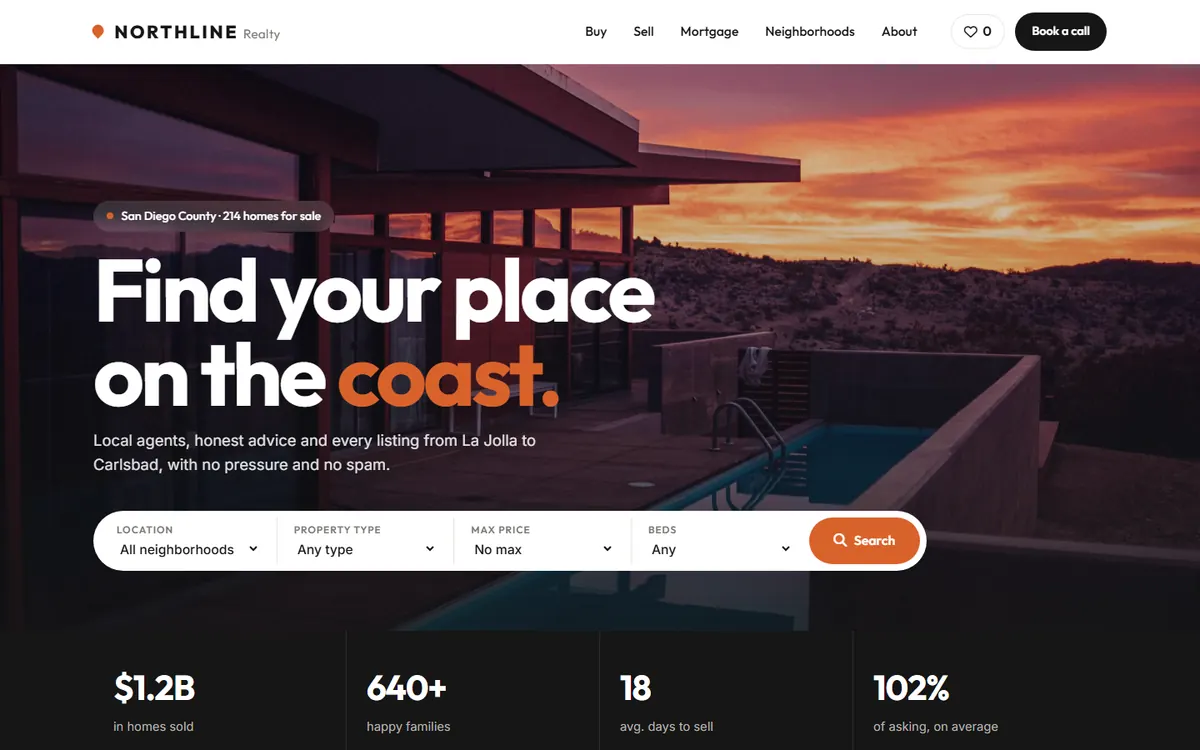 NORTHLINE Realty
Buy Sell Mortgage Neighborhoods About 0 Book a call
San Diego County · 214 homes for sale
Find your place
on the coast.
Local agents, honest advice and every listing from La Jolla to
Carlsbad, with no pressure and no spam.
LOCATION PROPERTY TYPE MAX PRICE BEDS
All neighborhoods Any type No max Any Search
$1.2B 640+ 18 102%
in homes sold happy families avg. days to sell of asking, on average